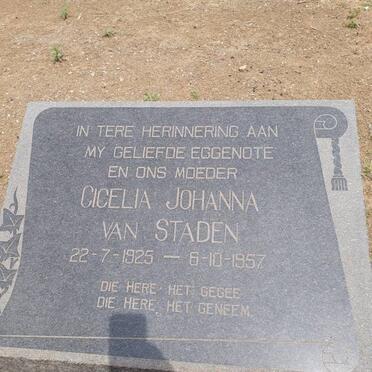 IN TERE HERINNERING AAN
MY GELIEFDE EGGENOTE
EN ONS MOEDER
CICELIA JOHANNA
VAN STADEN
22-7-1925 — 6-10-1957
DIE HERE HET GEGEE
DIE HERE HET GENEEM